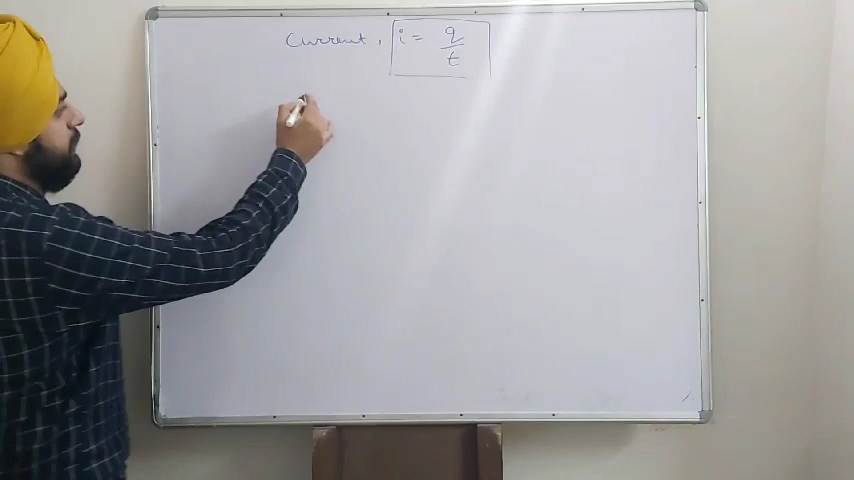 Current, i = q/t